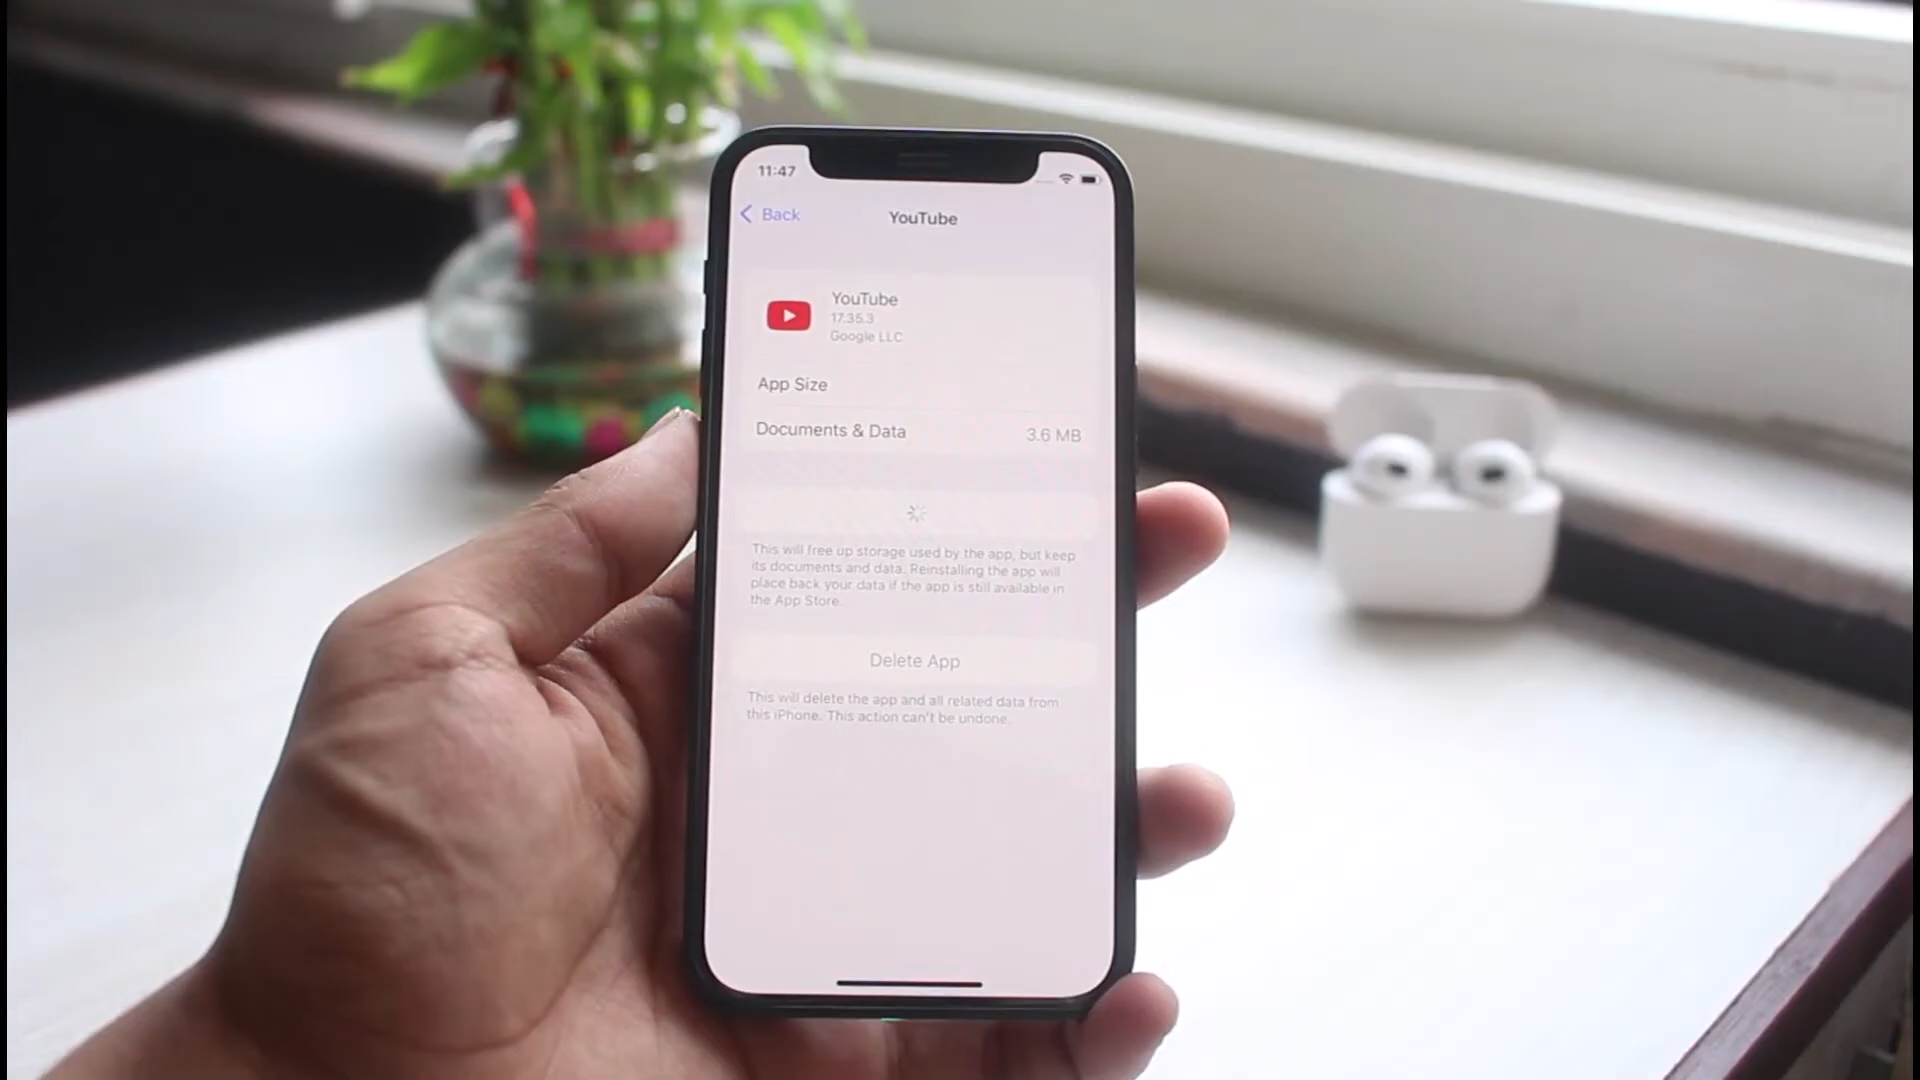 11:47
Back
YouTube
YouTube
17.35.3
Google LLC
App Size
Documents & Data 3.6 MB
This will free up storage used by the app, but keep
its documents and data. Reinstalling the app will
place back your data if the app is still available in
the App Store.
Delete App
This will delete the app and all related data from
this iPhone. This action can't be undone.